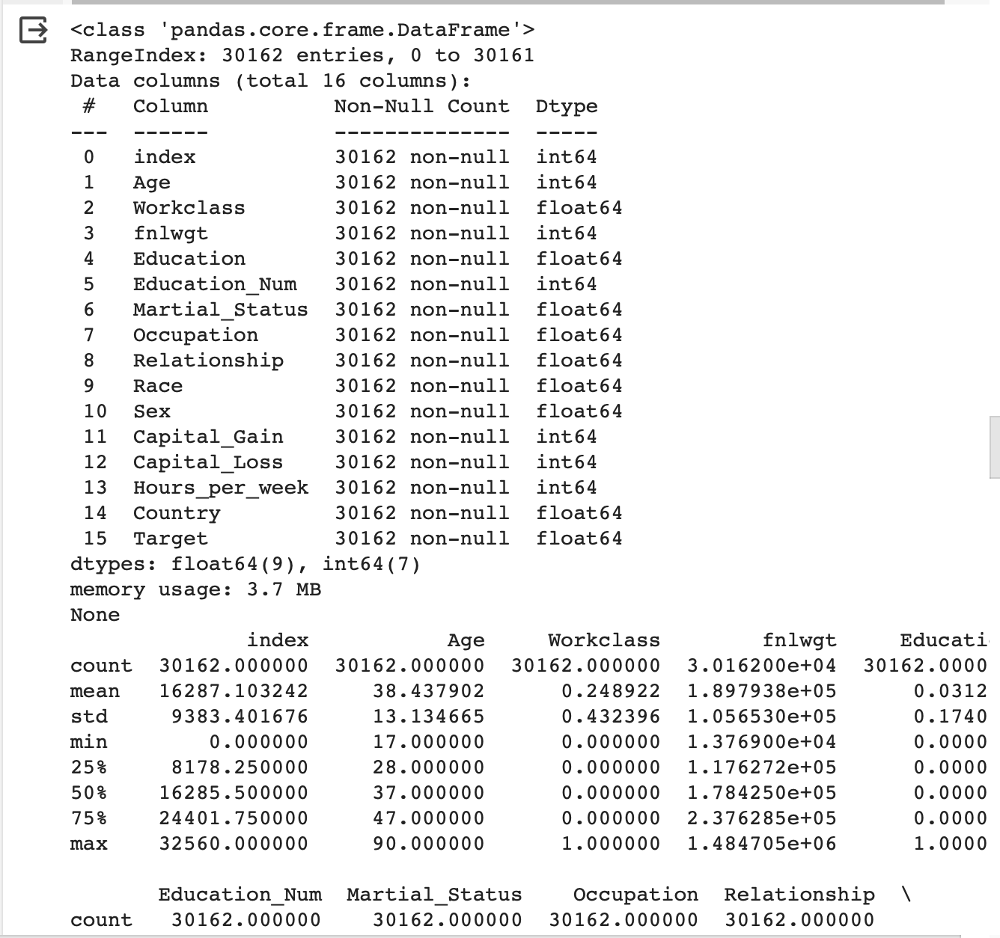 <class 'pandas.core.frame.DataFrame'>
RangeIndex: 30162 entries, 0 to 30161
Data columns (total 16 columns):
 #   Column          Non-Null Count  Dtype
---  ------          --------------  -----
 0   index           30162 non-null  int64
 1   Age             30162 non-null  int64
 2   Workclass       30162 non-null  float64
 3   fnlwgt          30162 non-null  int64
 4   Education       30162 non-null  float64
 5   Education_Num   30162 non-null  int64
 6   Martial_Status  30162 non-null  float64
 7   Occupation      30162 non-null  float64
 8   Relationship    30162 non-null  float64
 9   Race            30162 non-null  float64
 10  Sex             30162 non-null  float64
 11  Capital_Gain    30162 non-null  int64
 12  Capital_Loss    30162 non-null  int64
 13  Hours_per_week  30162 non-null  int64
 14  Country         30162 non-null  float64
 15  Target          30162 non-null  float64
dtypes: float64(9), int64(7)
memory usage: 3.7 MB
None
              index           Age     Workclass        fnlwgt     Educati
count  30162.000000  30162.000000  30162.000000  3.016200e+04  30162.0000
mean   16287.103242     38.437902      0.248922  1.897938e+05      0.0312
std     9383.401676     13.134665      0.432396  1.056530e+05      0.1740
min        0.000000     17.000000      0.000000  1.376900e+04      0.0000
25%     8178.250000     28.000000      0.000000  1.176272e+05      0.0000
50%    16285.500000     37.000000      0.000000  1.784250e+05      0.0000
75%    24401.750000     47.000000      0.000000  2.376285e+05      0.0000
max    32560.000000     90.000000      1.000000  1.484705e+06      1.0000
       Education_Num  Martial_Status    Occupation  Relationship  \
count   30162.000000    30162.000000  30162.000000  30162.000000